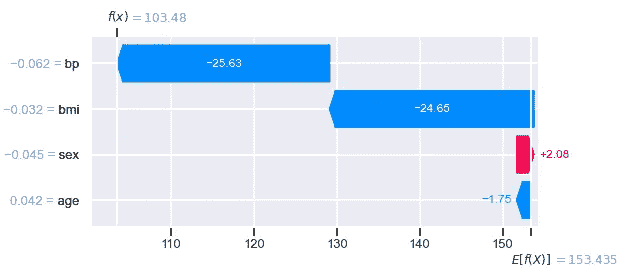 f(x) = 103.48
−0.062 = bp −25.63
−0.032 = bmi −24.65
−0.045 = sex +2.08
0.042 = age −1.75
110 120 130 140 150
E[f(X)] = 153.435